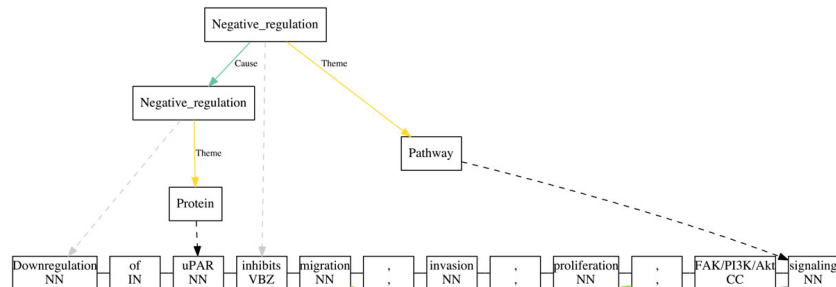 Negative_regulation
Cause
Theme
Negative_regulation
Theme
Pathway
Protein
Downregulation of uPAR inhibits migration , invasion , proliferation , FAK/PI3K/Akt signaling
NN IN NN VBZ NN , NN , NN , CC NN